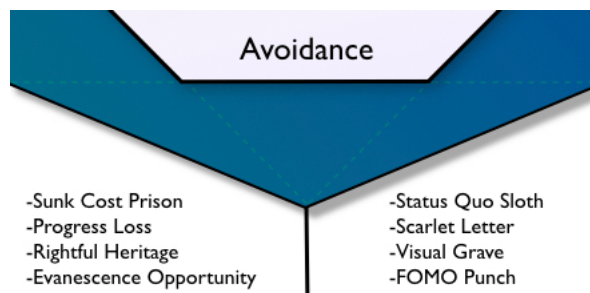 Avoidance
-Sunk Cost Prison
-Progress Loss
-Rightful Heritage
-Evanescence Opportunity
-Status Quo Sloth
-Scarlet Letter
-Visual Grave
-FOMO Punch